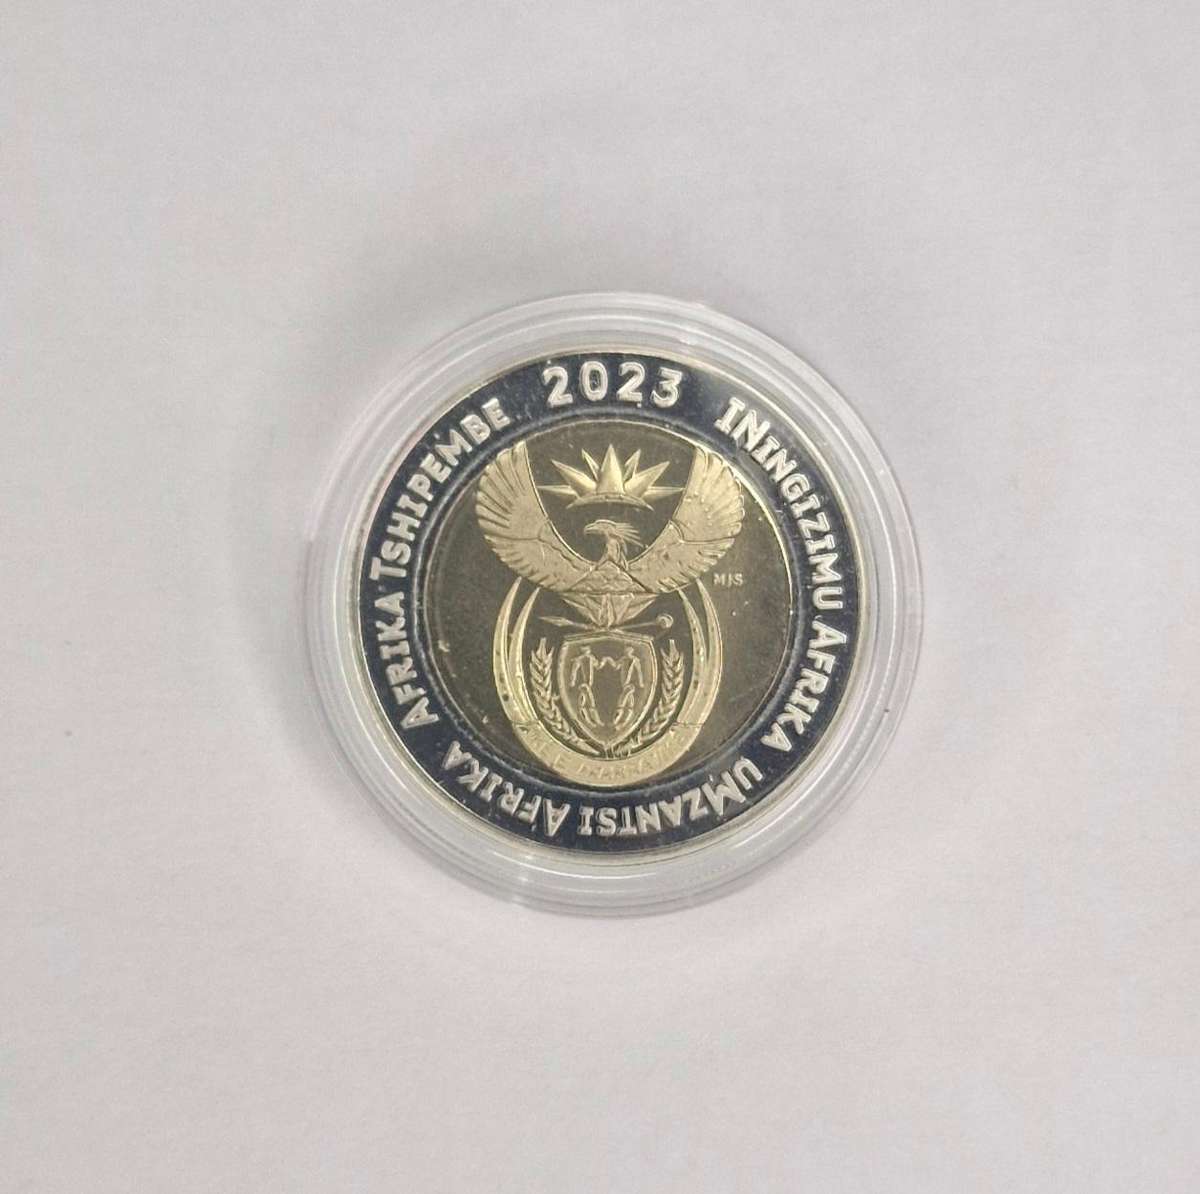 2023
ININGIZIMU AFRIKA UMZANTSI AFRIKA AFRIKA TSHIPEMBE
MJS